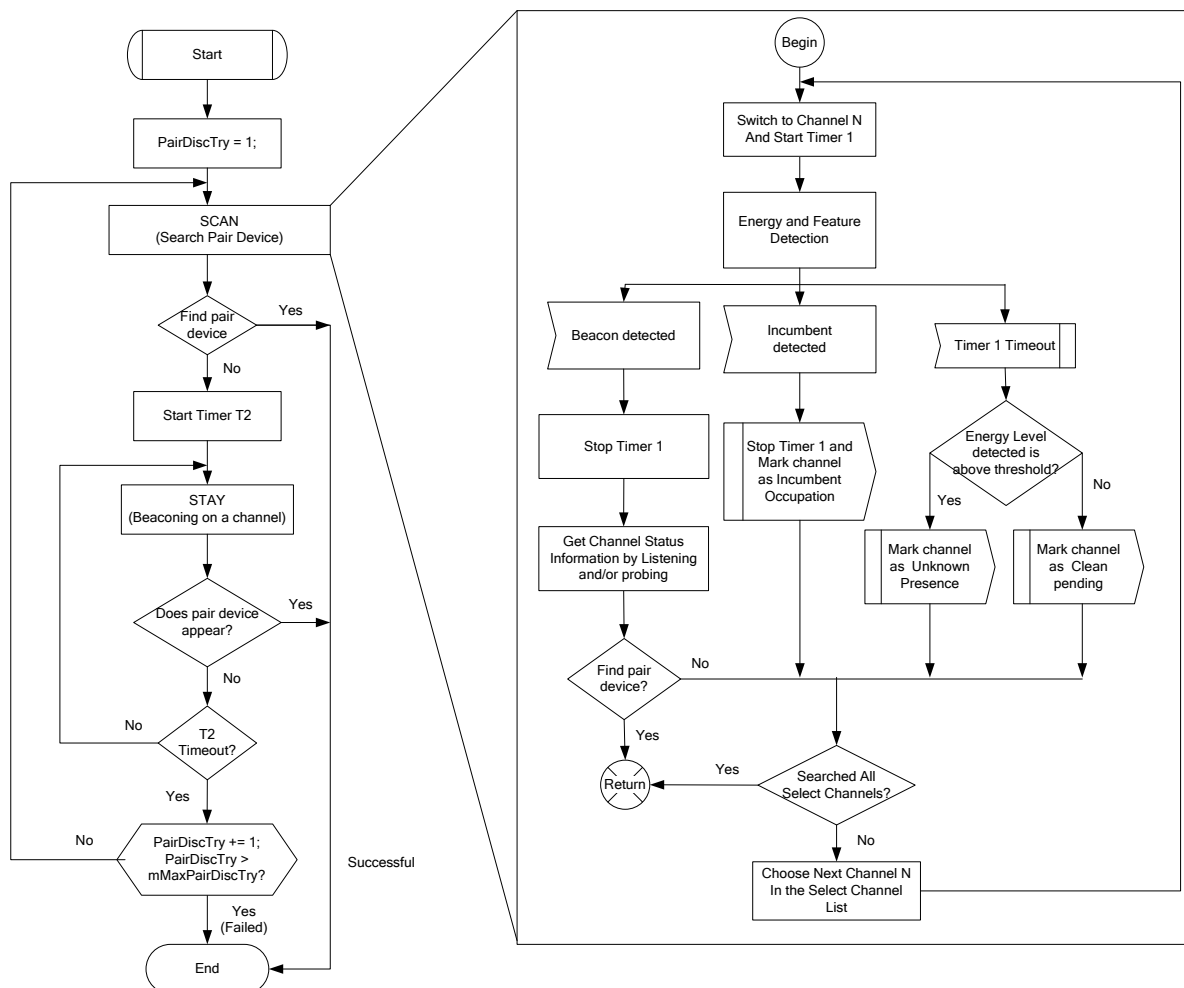 Start
PairDiscTry = 1;
SCAN
(Search Pair Device)
Find pair
device
Yes
No
Start Timer T2
STAY
(Beaconing on a channel)
Does pair device
appear?
Yes
No
T2
Timeout?
No
Yes
PairDiscTry += 1;
PairDiscTry >
mMaxPairDiscTry?
No
Yes
(Failed)
Successful
End
Begin
Switch to Channel N
And Start Timer 1
Energy and Feature
Detection
Beacon detected
Incumbent
detected
Timer 1 Timeout
Stop Timer 1
Stop Timer 1 and
Mark channel
as Incumbent
Occupation
Energy Level
detected is
above threshold?
Yes
No
Get Channel Status
Information by Listening
and/or probing
Mark channel
as Unknown
Presence
Mark channel
as Clean
pending
Find pair
device?
No
Yes
Return
Yes
Searched All
Select Channels?
No
Choose Next Channel N
In the Select Channel
List